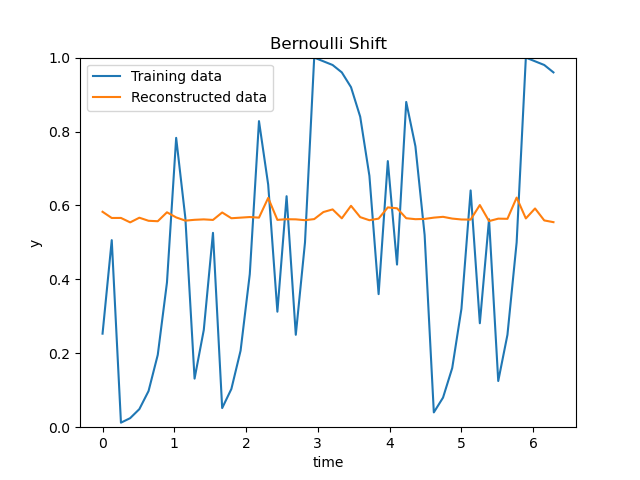 Bernoulli Shift
Training data
Reconstructed data
1.0
0.8
0.6
0.4
0.2
0.0
y
0 1 2 3 4 5 6
time